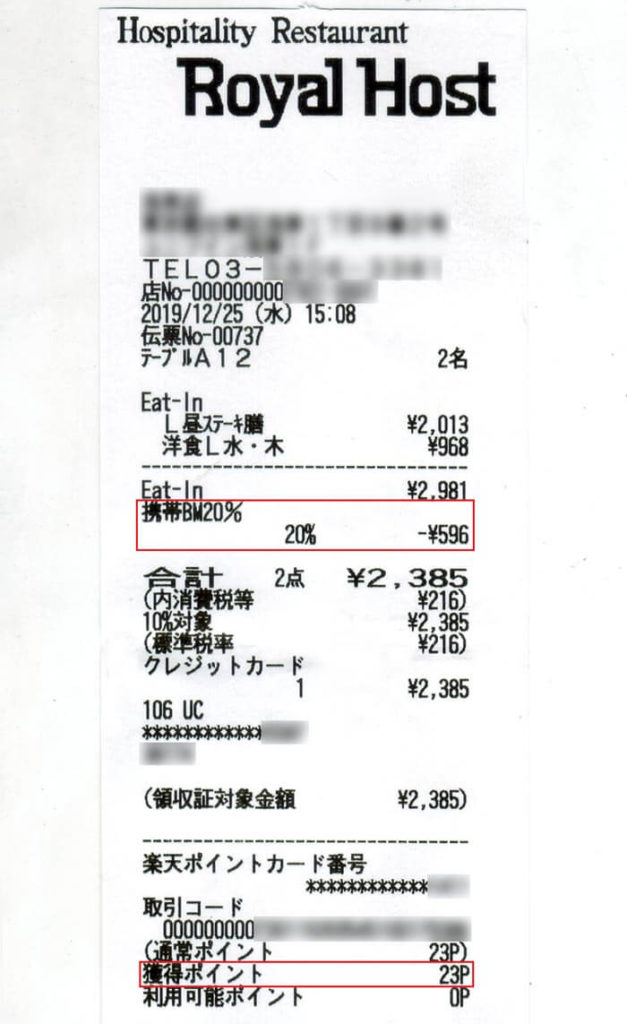 Hospitality Restaurant
Royal Host
TEL03-
店No-000000000
2019/12/25 (水) 15:08
伝票No-00737
ﾃｰﾌﾞﾙA12 2名
Eat-In
L昼ｽﾃｰｷ膳 ¥2,013
洋食L水・木 ¥968
Eat-In ¥2,981
携帯BM20%
20% -¥596
合計 2点 ¥2,385
(内消費税等 ¥216)
10%対象 ¥2,385
(標準税率 ¥216)
クレジットカード
1 ¥2,385
106 UC
************
(領収証対象金額 ¥2,385)
楽天ポイントカード番号
************
取引コード
000000000
(通常ポイント 23P)
獲得ポイント 23P
利用可能ポイント 0P